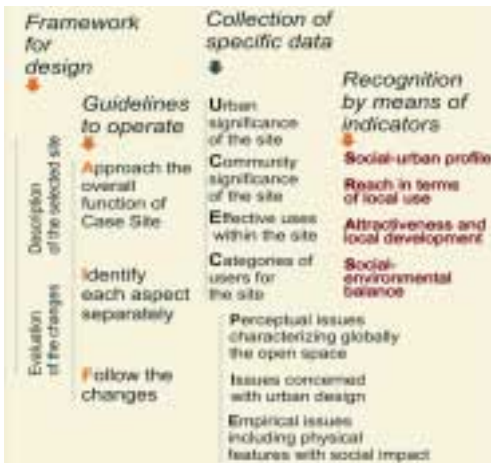 Framework
for
design
Description
of the selected site
Evaluation
of the changes
Guidelines
to operate
Approach the
overall
function of
Case Site
Identify
each aspect
separately
Follow the
changes
Collection of
specific data
Urban
significance
of the site
Community
significance
of the site
Effective uses
within the site
Categories of
users for
the site
Perceptual issues
characterizing globally
the open space
Issues concerned
with urban design
Empirical issues
including physical
features with social impact
Recognition
by means of
indicators
Social-urban profile
Reach in terms
of local use
Attractiveness and
local development
Social-
environmental
balance